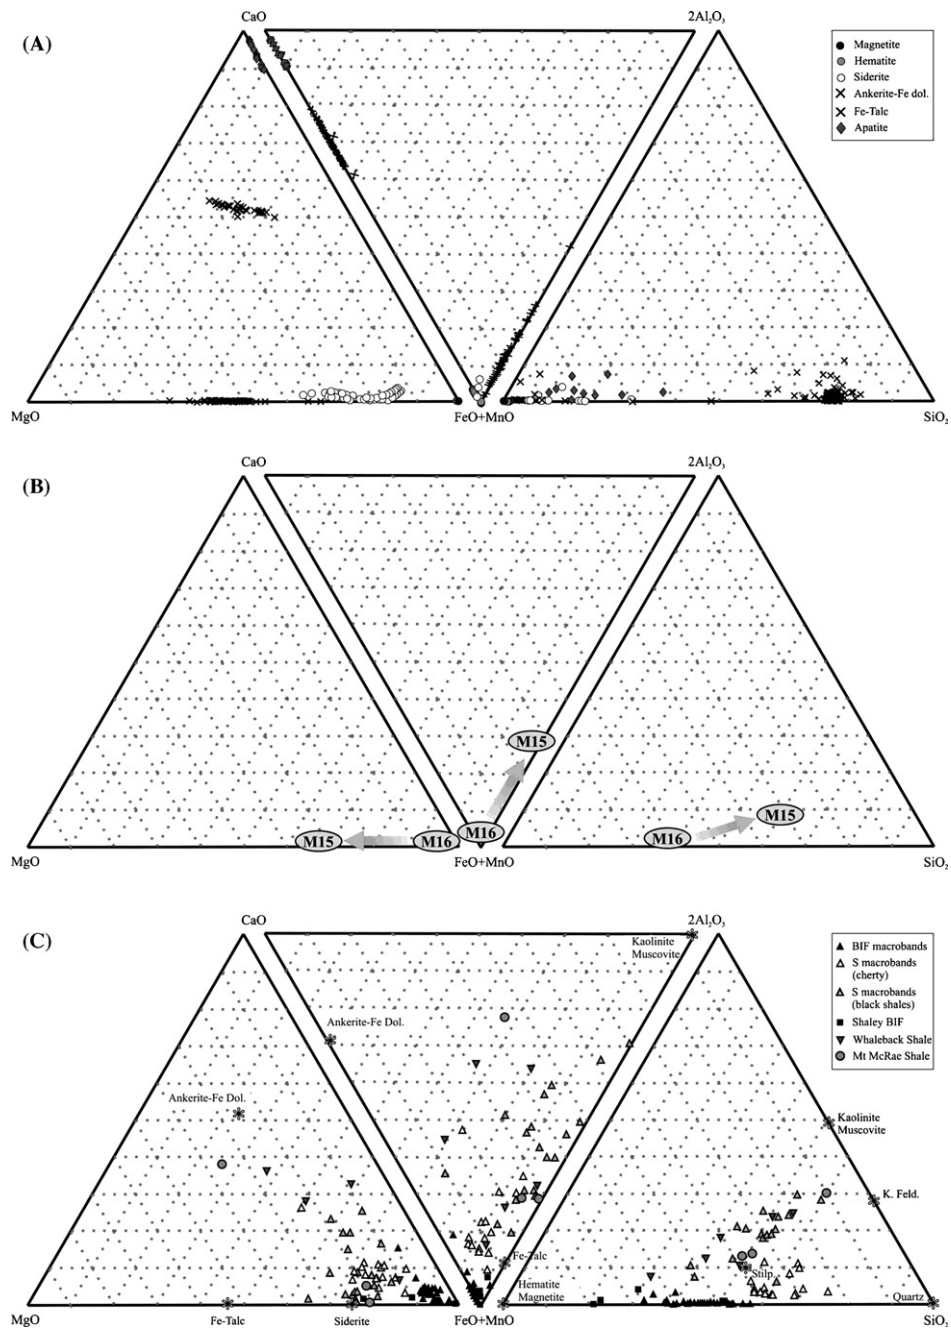 (A)
CaO
2Al₂O₃
Magnetite
Hematite
Siderite
Ankerite-Fe dol.
Fe-Talc
Apatite
MgO
FeO+MnO
SiO₂
(B)
CaO
2Al₂O₃
M15
M15
M16
M16
M16
M15
MgO
FeO+MnO
SiO₂
(C)
CaO
2Al₂O₃
Kaolinite
Muscovite
BIF macrobands
S macrobands
(cherty)
S macrobands
(black shales)
Shaley BIF
Whaleback Shale
Mt McRae Shale
Ankerite-Fe Dol.
Ankerite-Fe Dol.
Kaolinite
Muscovite
K. Feld.
Fe-Talc
Stilp.
Hematite
Magnetite
Quartz
MgO
Fe-Talc
Siderite
FeO+MnO
SiO₂